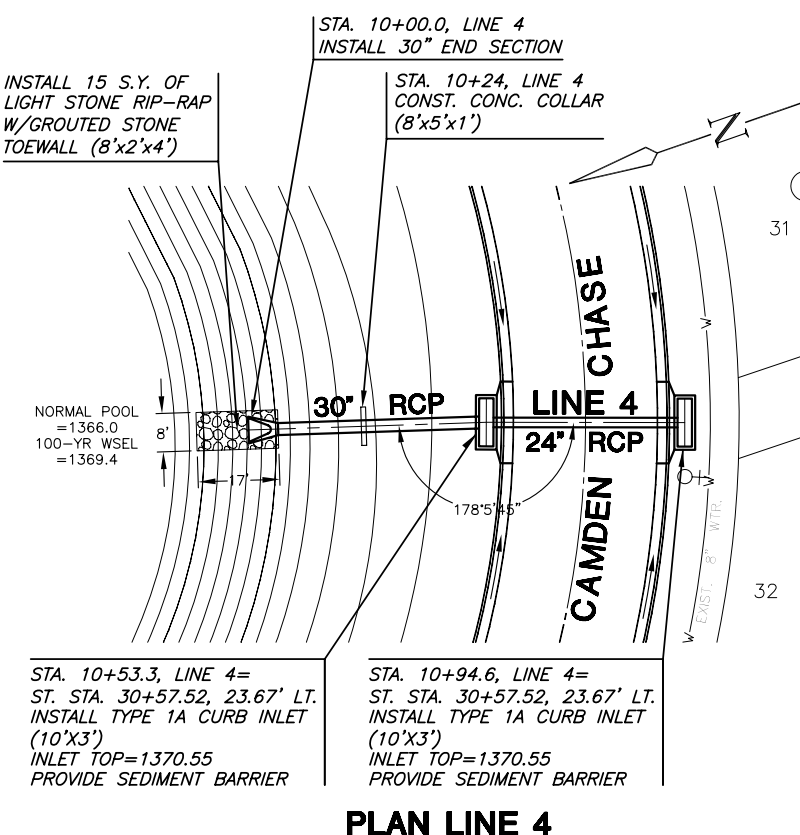 STA. 10+00.0, LINE 4
INSTALL 30" END SECTION
INSTALL 15 S.Y. OF
LIGHT STONE RIP-RAP
W/GROUTED STONE
TOEWALL (8'x2'x4')
STA. 10+24, LINE 4
CONST. CONC. COLLAR
(8'x5'x1')
N
31
CAMDEN CHASE
W
NORMAL POOL
=1366.0
100-YR WSEL
=1369.4
8'
17'
30" RCP
LINE 4
24" RCP
178°5'45"
W
EXIST. 8" WTR.
W
32
STA. 10+53.3, LINE 4=
ST. STA. 30+57.52, 23.67' LT.
INSTALL TYPE 1A CURB INLET
(10'X3')
INLET TOP=1370.55
PROVIDE SEDIMENT BARRIER
STA. 10+94.6, LINE 4=
ST. STA. 30+57.52, 23.67' LT.
INSTALL TYPE 1A CURB INLET
(10'X3')
INLET TOP=1370.55
PROVIDE SEDIMENT BARRIER
PLAN LINE 4